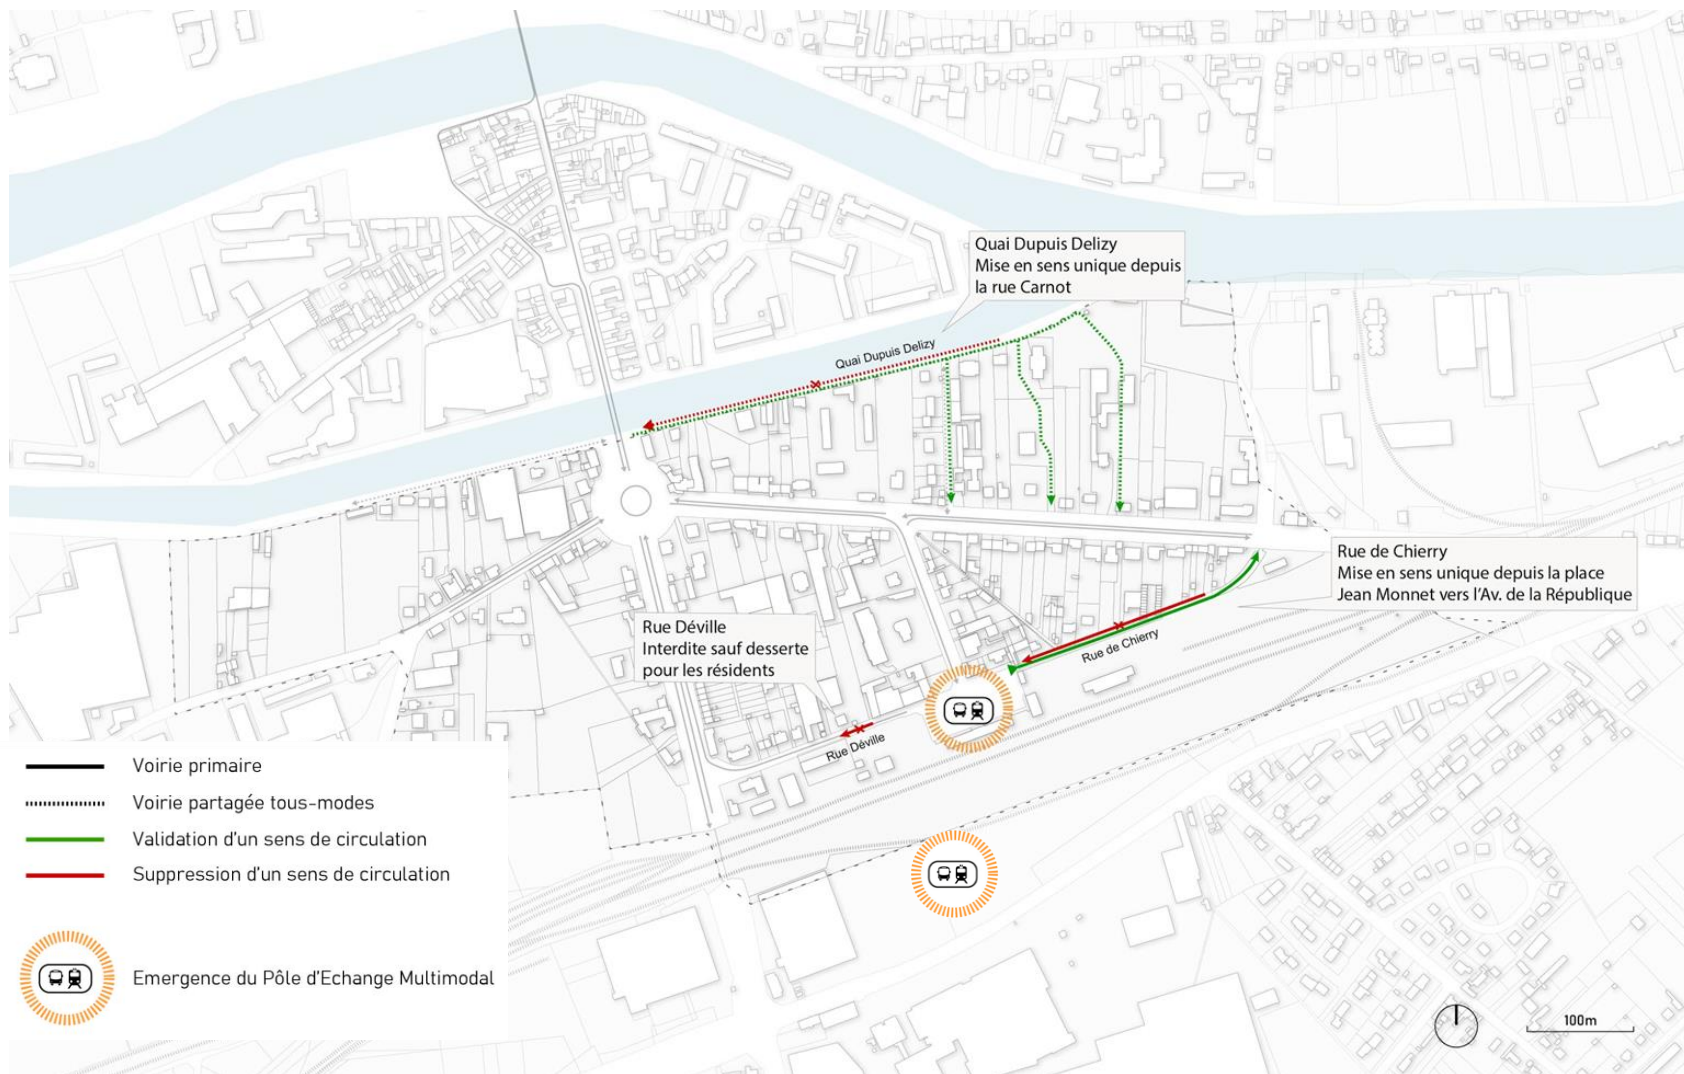 Quai Dupuis Delizy
Mise en sens unique depuis
la rue Carnot
Quai Dupuis Delizy
Rue de Chierry
Mise en sens unique depuis la place
Jean Monnet vers l'Av. de la République
Rue Déville
Interdite sauf desserte
pour les résidents
Rue de Chierry
Rue Déville
Voirie primaire
Voirie partagée tous-modes
Validation d'un sens de circulation
Suppression d'un sens de circulation
Emergence du Pôle d'Echange Multimodal
100m